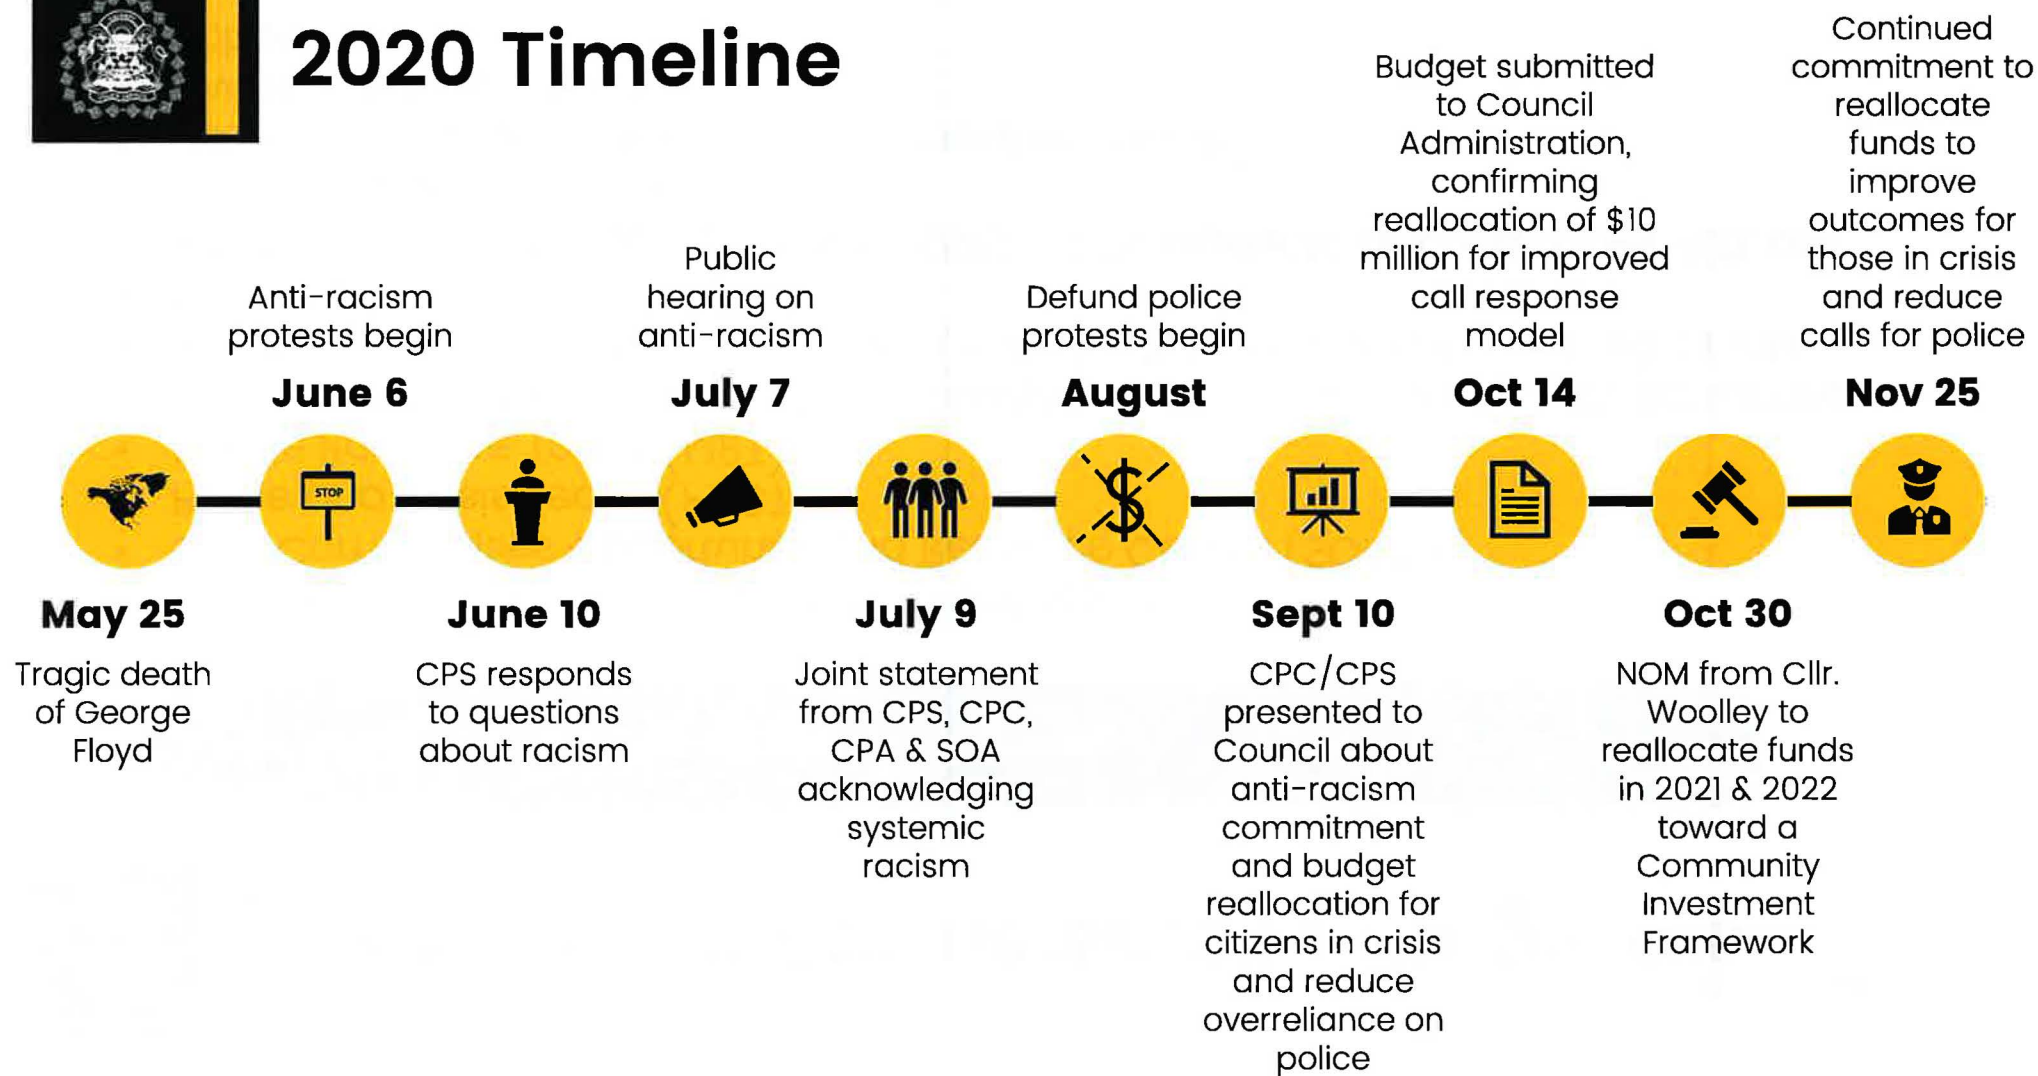 2020 Timeline
May 25
Tragic death
of George
Floyd
Anti-racism
protests begin
June 6
STOP
June 10
CPS responds
to questions
about racism
Public
hearing on
anti-racism
July 7
July 9
Joint statement
from CPS, CPC,
CPA & SOA
acknowledging
systemic
racism
Defund police
protests begin
August
$
Sept 10
CPC/CPS
presented to
Council about
anti-racism
commitment
and budget
reallocation for
citizens in crisis
and reduce
overreliance on
police
Budget submitted
to Council
Administration,
confirming
reallocation of $10
million for improved
call response
model
Oct 14
Oct 30
NOM from Cllr.
Woolley to
reallocate funds
in 2021 & 2022
toward a
Community
Investment
Framework
Continued
commitment to
reallocate
funds to
improve
outcomes for
those in crisis
and reduce
calls for police
Nov 25